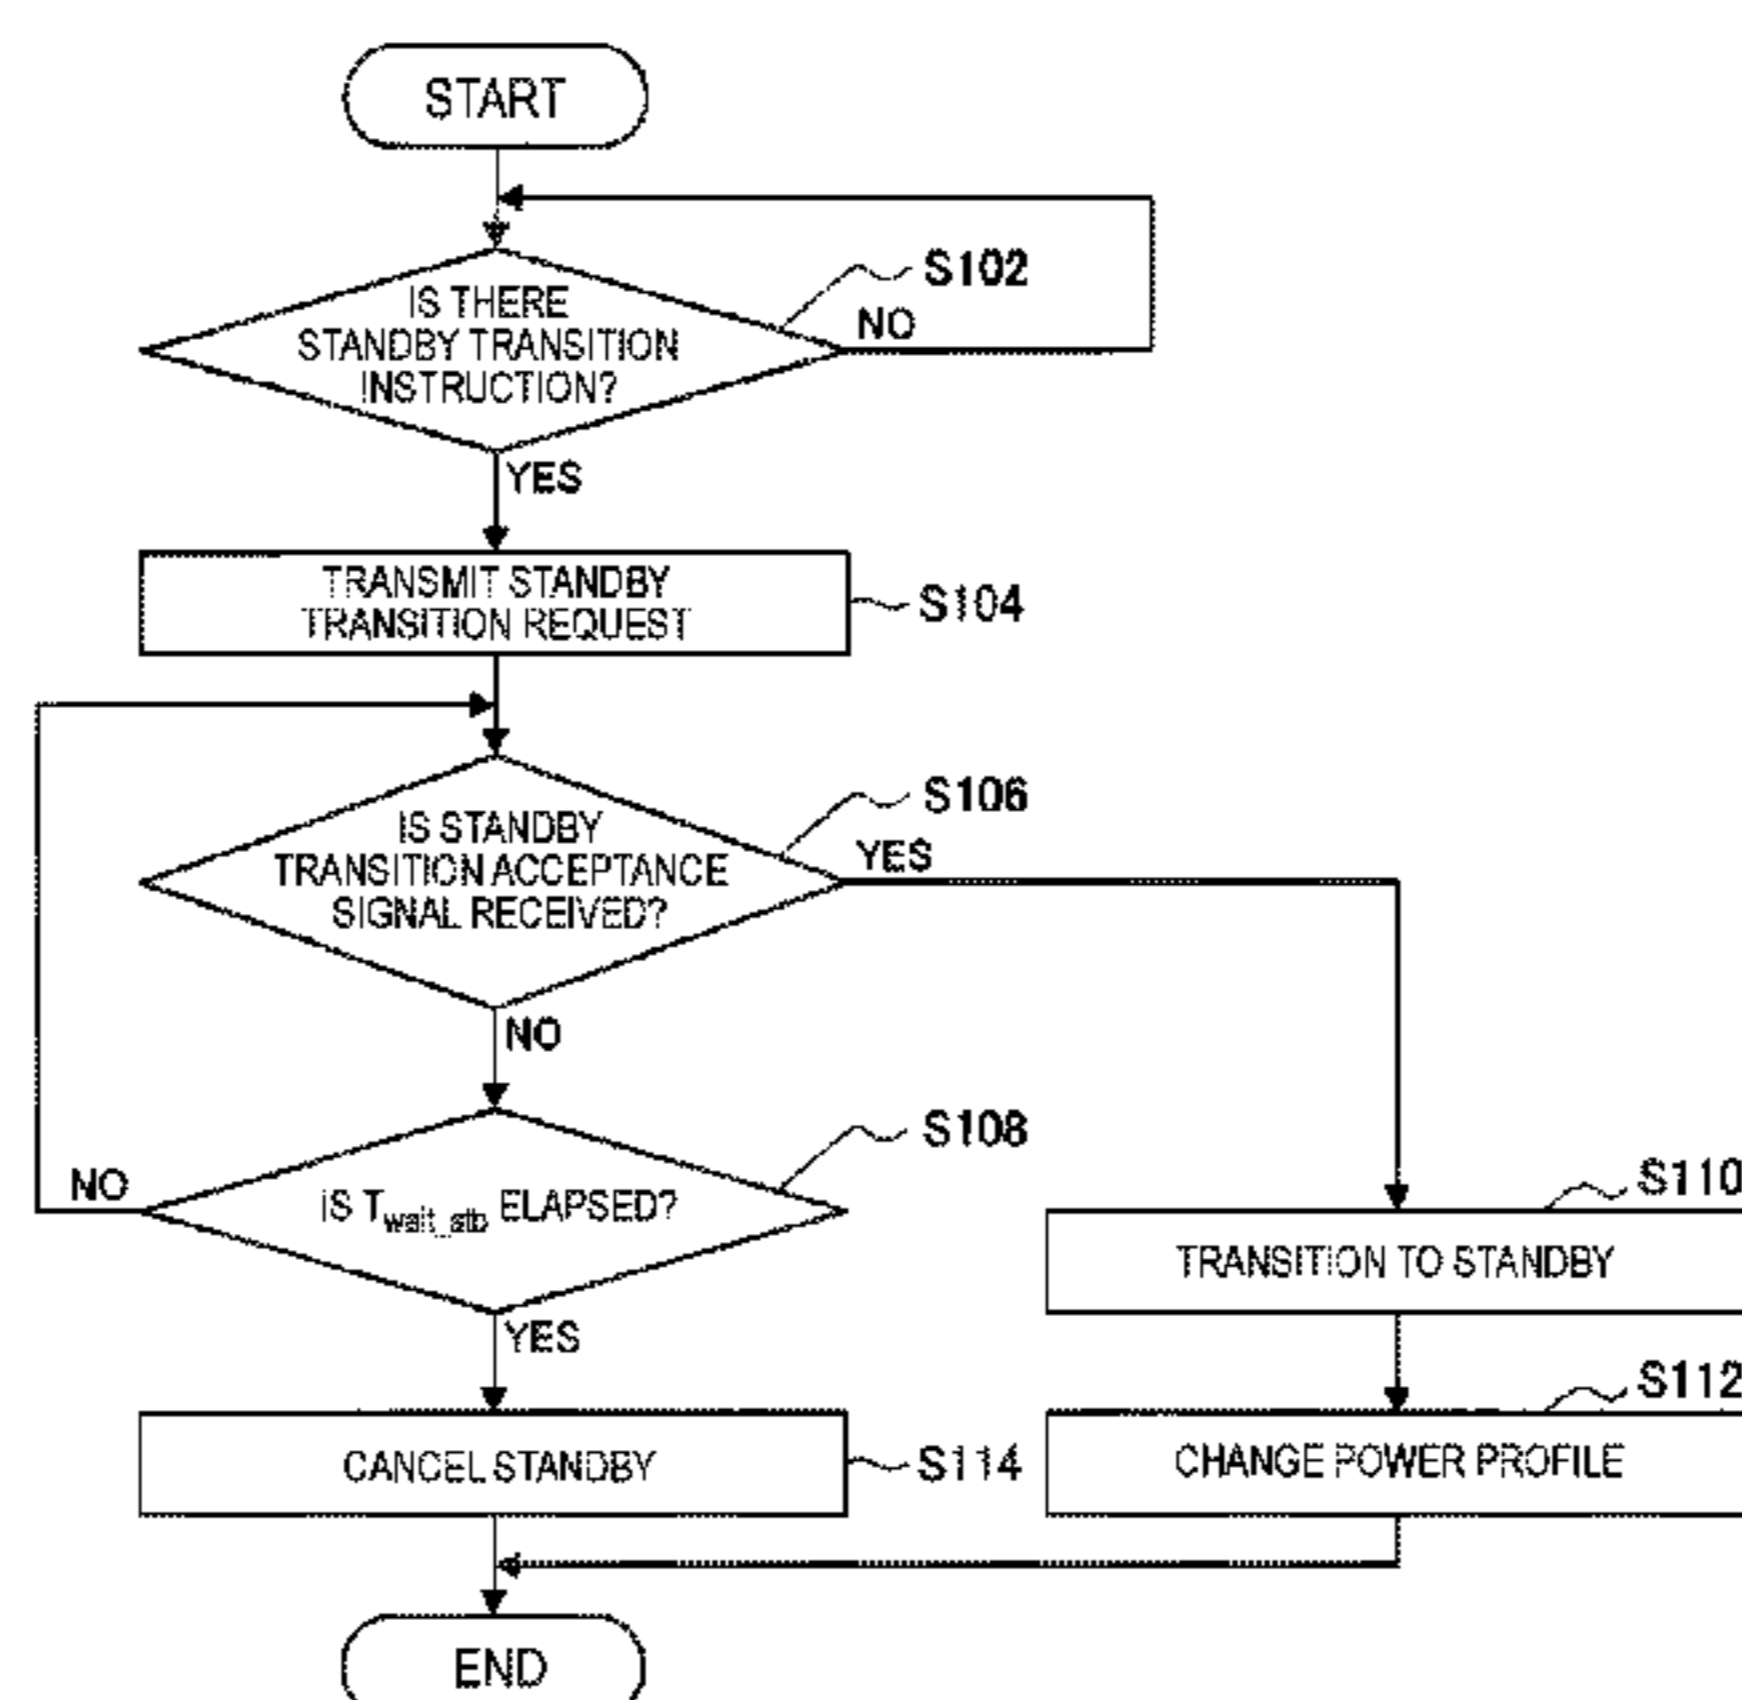 START
S102
IS THERE
STANDBY TRANSITION
INSTRUCTION?
NO
YES
TRANSMIT STANDBY
TRANSITION REQUEST
S104
S106
IS STANDBY
TRANSITION ACCEPTANCE
SIGNAL RECEIVED?
YES
NO
S108
IS Twait_stb ELAPSED?
NO
YES
S110
TRANSITION TO STANDBY
S112
CHANGE POWER PROFILE
CANCEL STANDBY
S114
END